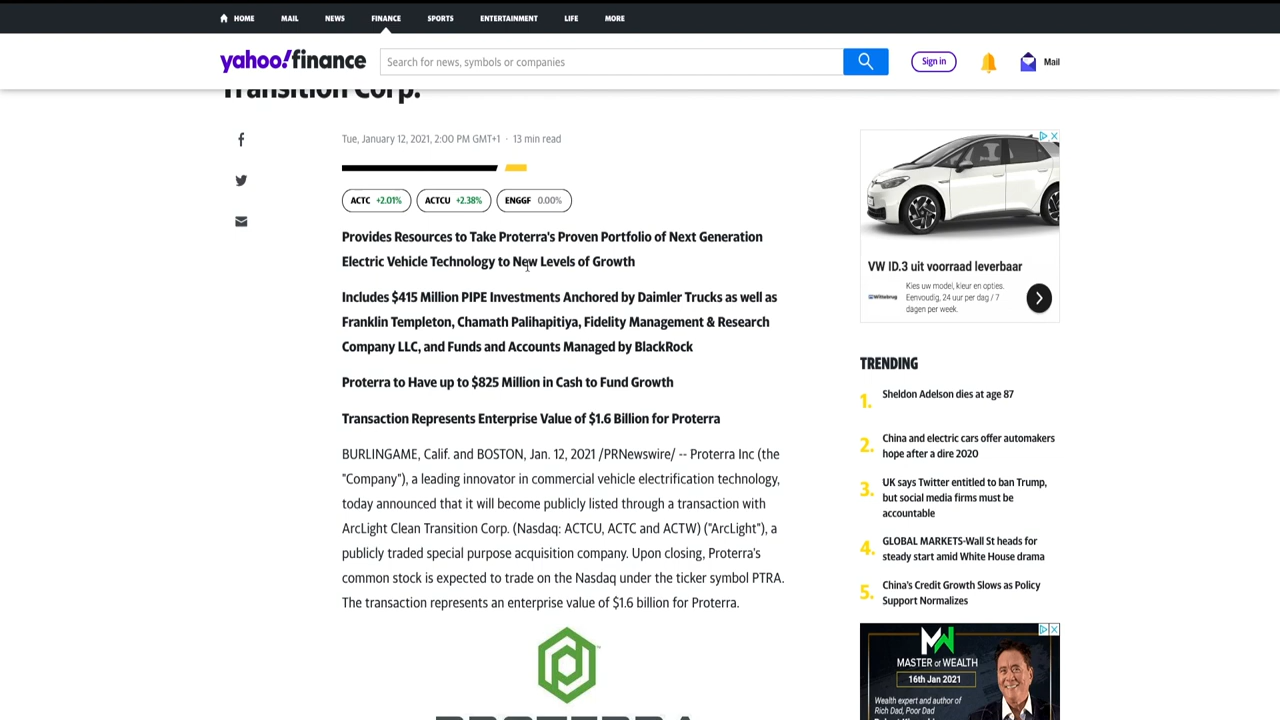 HOME MAIL NEWS FINANCE SPORTS ENTERTAINMENT LIFE MORE
yahoo!finance
Search for news, symbols or companies
Sign in
Mail
Transition Corp.
Tue, January 12, 2021, 2:00 PM GMT+1 · 13 min read
ACTC +2.01% ACTCU +2.38% ENGGF 0.00%
Provides Resources to Take Proterra's Proven Portfolio of Next Generation
Electric Vehicle Technology to New Levels of Growth
Includes $415 Million PIPE Investments Anchored by Daimler Trucks as well as
Franklin Templeton, Chamath Palihapitiya, Fidelity Management & Research
Company LLC, and Funds and Accounts Managed by BlackRock
Proterra to Have up to $825 Million in Cash to Fund Growth
Transaction Represents Enterprise Value of $1.6 Billion for Proterra
BURLINGAME, Calif. and BOSTON, Jan. 12, 2021 /PRNewswire/ -- Proterra Inc (the
"Company"), a leading innovator in commercial vehicle electrification technology,
today announced that it will become publicly listed through a transaction with
ArcLight Clean Transition Corp. (Nasdaq: ACTCU, ACTC and ACTW) ("ArcLight"), a
publicly traded special purpose acquisition company. Upon closing, Proterra's
common stock is expected to trade on the Nasdaq under the ticker symbol PTRA.
The transaction represents an enterprise value of $1.6 billion for Proterra.
PROTERRA
VW ID.3 uit voorraad leverbaar
Kies uw model, kleur en opties.
Eenvoudig, 24 uur per dag / 7
dagen per week.
TRENDING
1. Sheldon Adelson dies at age 87
2. China and electric cars offer automakers
hope after a dire 2020
3. UK says Twitter entitled to ban Trump,
but social media firms must be
accountable
4. GLOBAL MARKETS-Wall St heads for
steady start amid White House drama
5. China's Credit Growth Slows as Policy
Support Normalizes
MASTER of WEALTH
16th Jan 2021
Wealth expert and author of
Rich Dad, Poor Dad